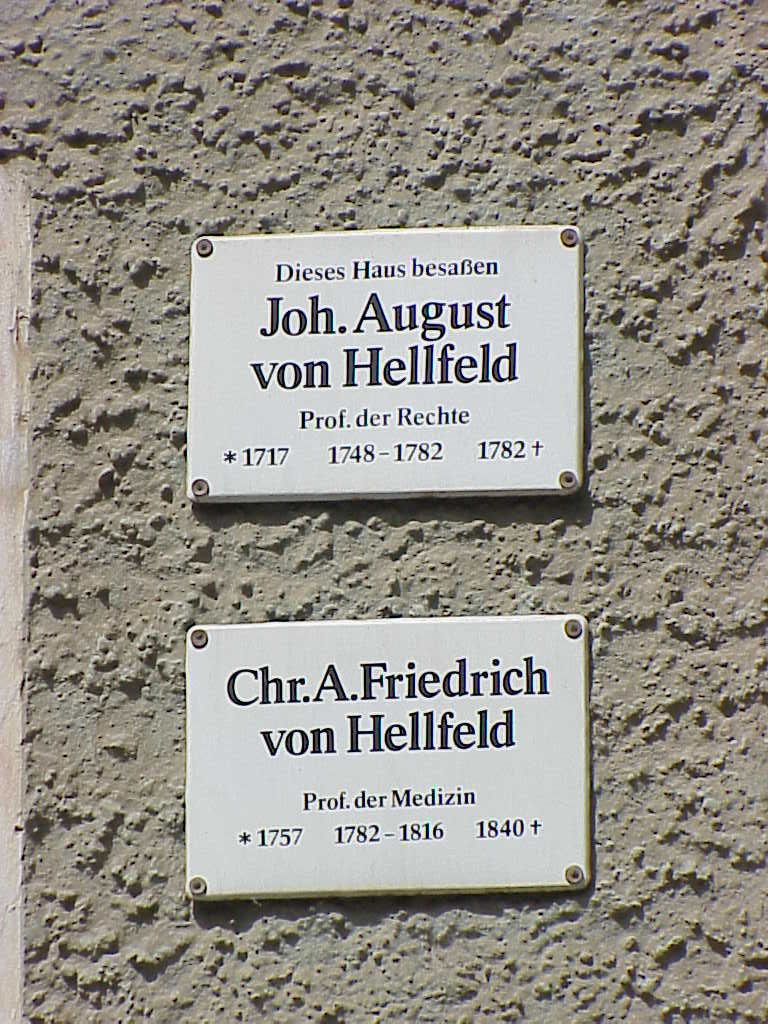 Dieses Haus besaßen
Joh. August
von Hellfeld
Prof. der Rechte
* 1717 1748 – 1782 1782 †
Chr. A. Friedrich
von Hellfeld
Prof. der Medizin
* 1757 1782 – 1816 1840 †